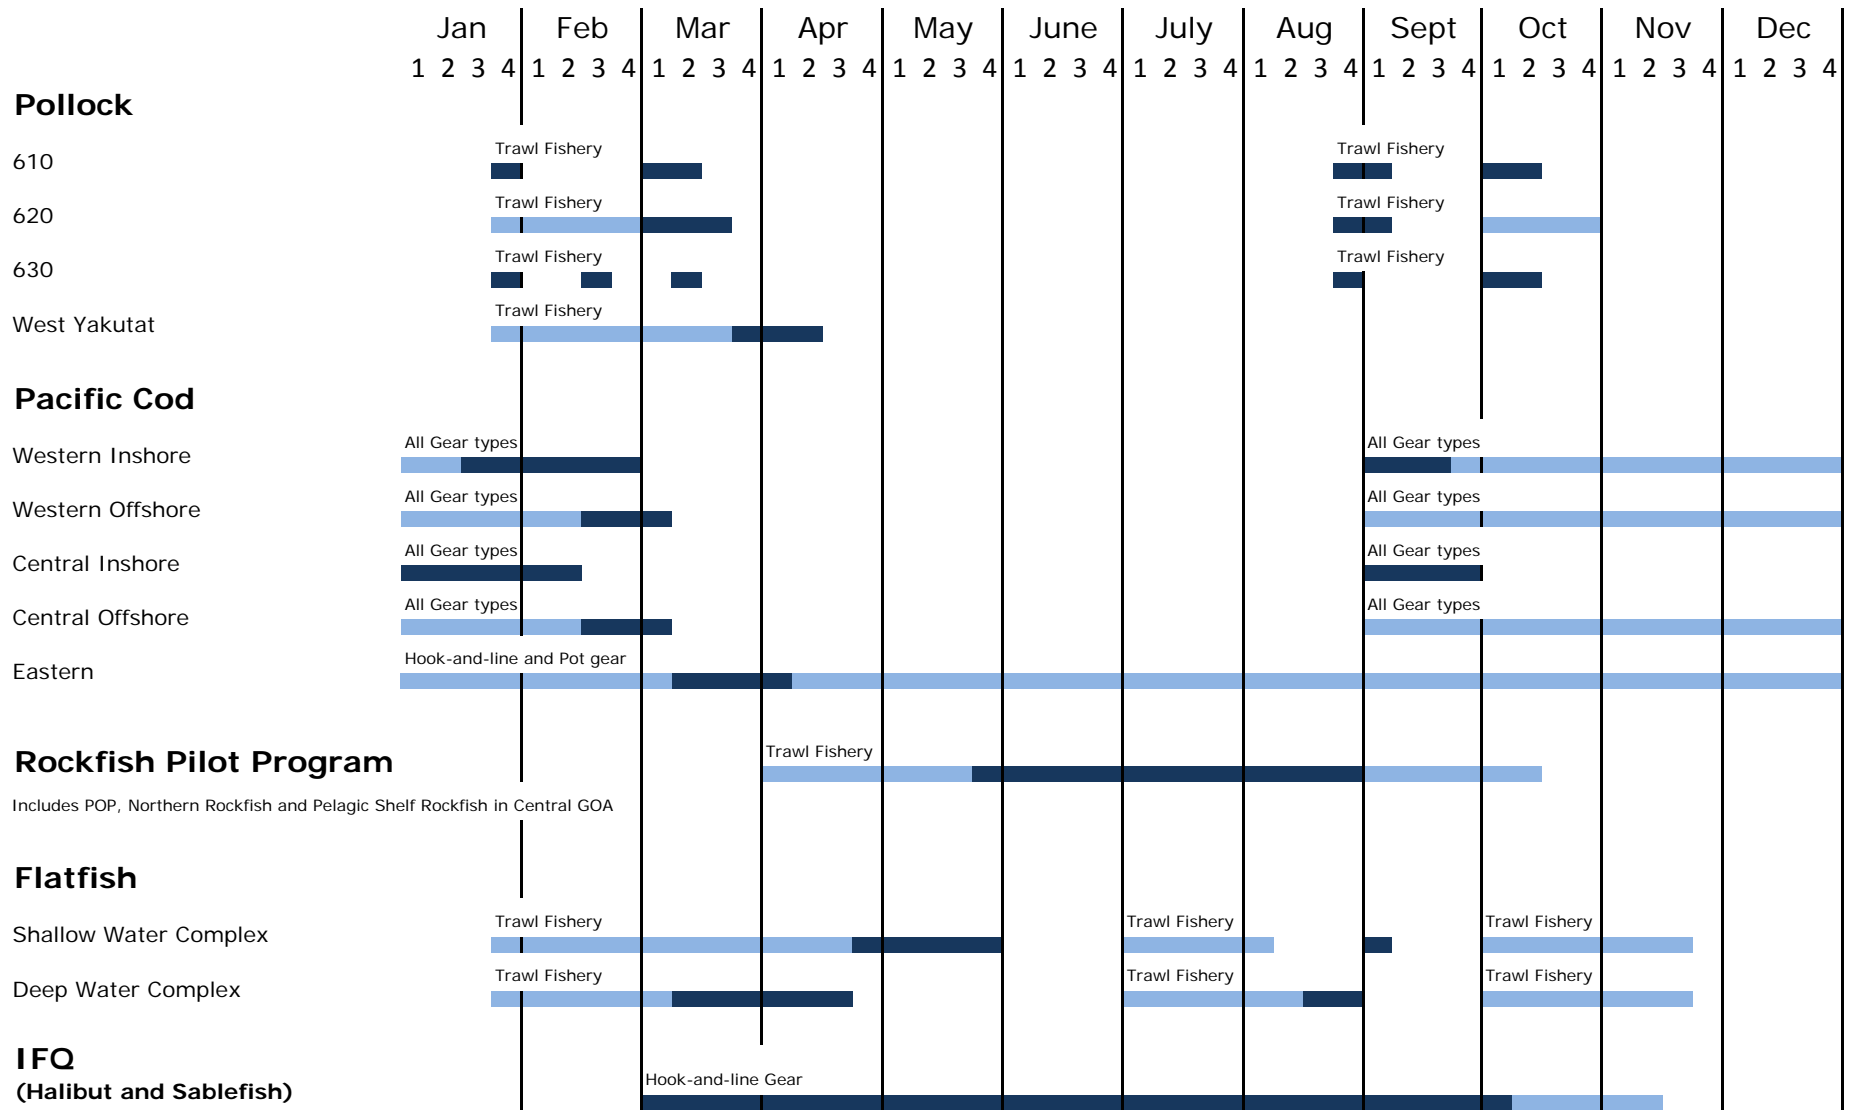 Jan Feb Mar Apr May June July Aug Sept Oct Nov Dec
1 2 3 4 1 2 3 4 1 2 3 4 1 2 3 4 1 2 3 4 1 2 3 4 1 2 3 4 1 2 3 4 1 2 3 4 1 2 3 4 1 2 3 4 1 2 3 4
Pollock
Trawl Fishery Trawl Fishery
610
Trawl Fishery Trawl Fishery
620
Trawl Fishery Trawl Fishery
630
Trawl Fishery
West Yakutat
Pacific Cod
All Gear types All Gear types
Western Inshore
All Gear types All Gear types
Western Offshore
All Gear types All Gear types
Central Inshore
All Gear types All Gear types
Central Offshore
Hook-and-line and Pot gear
Eastern
Trawl Fishery
Rockfish Pilot Program
Includes POP, Northern Rockfish and Pelagic Shelf Rockfish in Central GOA
Flatfish
Trawl Fishery Trawl Fishery Trawl Fishery
Shallow Water Complex
Trawl Fishery Trawl Fishery Trawl Fishery
Deep Water Complex
IFQ
Hook-and-line Gear
(Halibut and Sablefish)